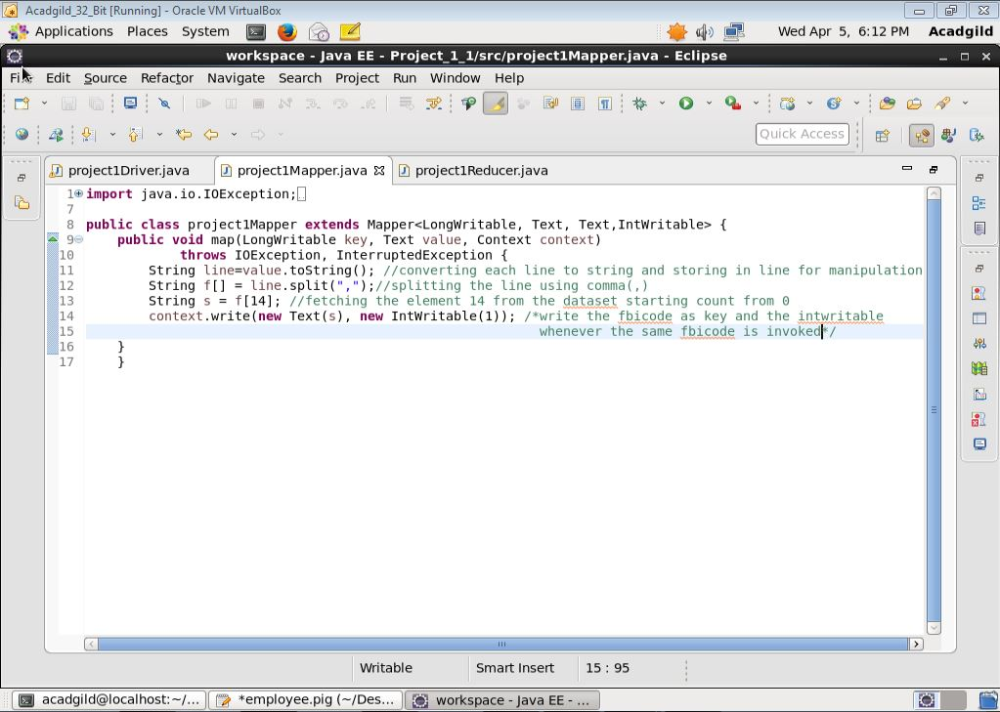 Acadgild_32_Bit [Running] - Oracle VM VirtualBox
Applications Places System Wed Apr 5, 6:12 PM Acadgild
workspace - Java EE - Project_1_1/src/project1Mapper.java - Eclipse
File Edit Source Refactor Navigate Search Project Run Window Help
Quick Access
project1Driver.java project1Mapper.java project1Reducer.java
1 import java.io.IOException;
7
8 public class project1Mapper extends Mapper<LongWritable, Text, Text,IntWritable> {
9 public void map(LongWritable key, Text value, Context context)
10 throws IOException, InterruptedException {
11 String line=value.toString(); //converting each line to string and storing in line for manipulation
12 String f[] = line.split(",");//splitting the line using comma(,)
13 String s = f[14]; //fetching the element 14 from the dataset starting count from 0
14 context.write(new Text(s), new IntWritable(1)); /*write the fbicode as key and the intwritable
15 whenever the same fbicode is invoked*/
16 }
17 }
Writable Smart Insert 15 : 95
acadgild@localhost:~/... *employee.pig (~/Des... workspace - Java EE - ...